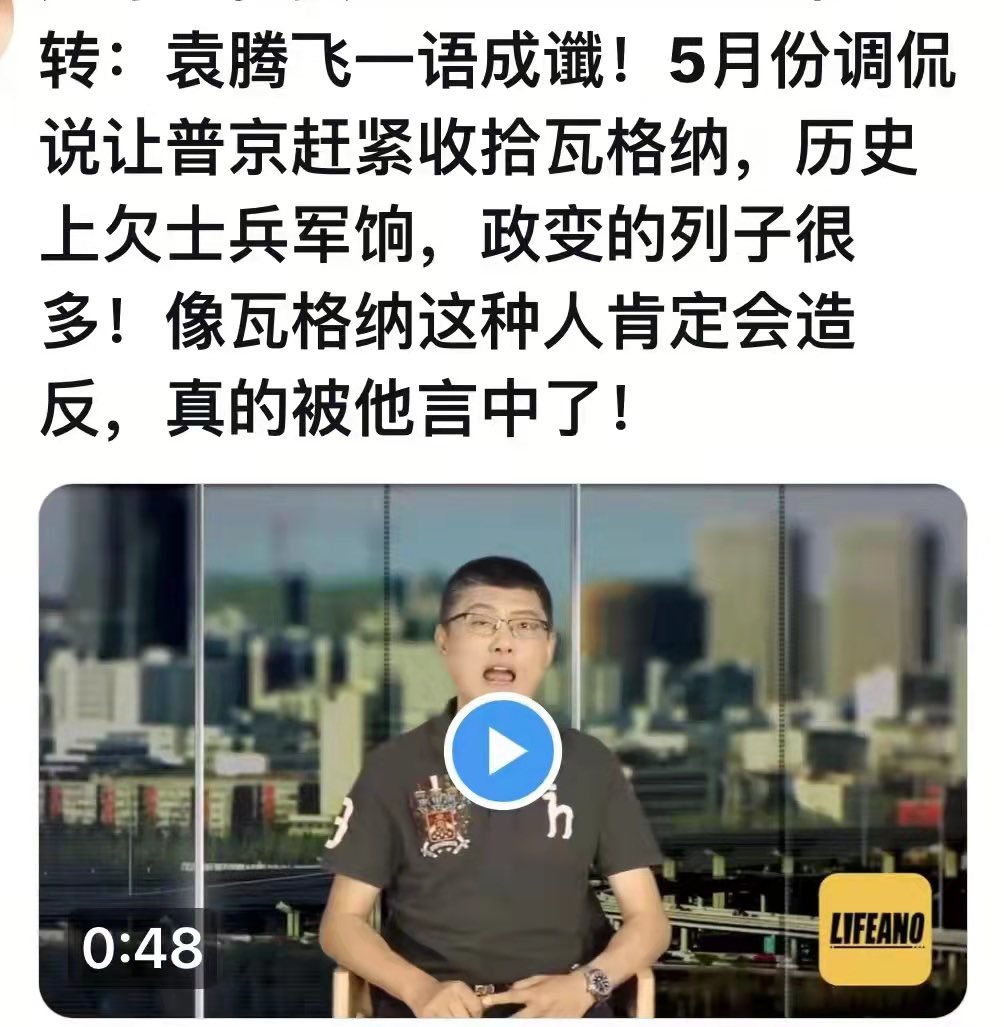 转：袁腾飞一语成谶！5月份调侃
说让普京赶紧收拾瓦格纳，历史
上欠士兵军饷，政变的列子很
多！像瓦格纳这种人肯定会造
反，真的被他言中了！
0:48
LIFEANO